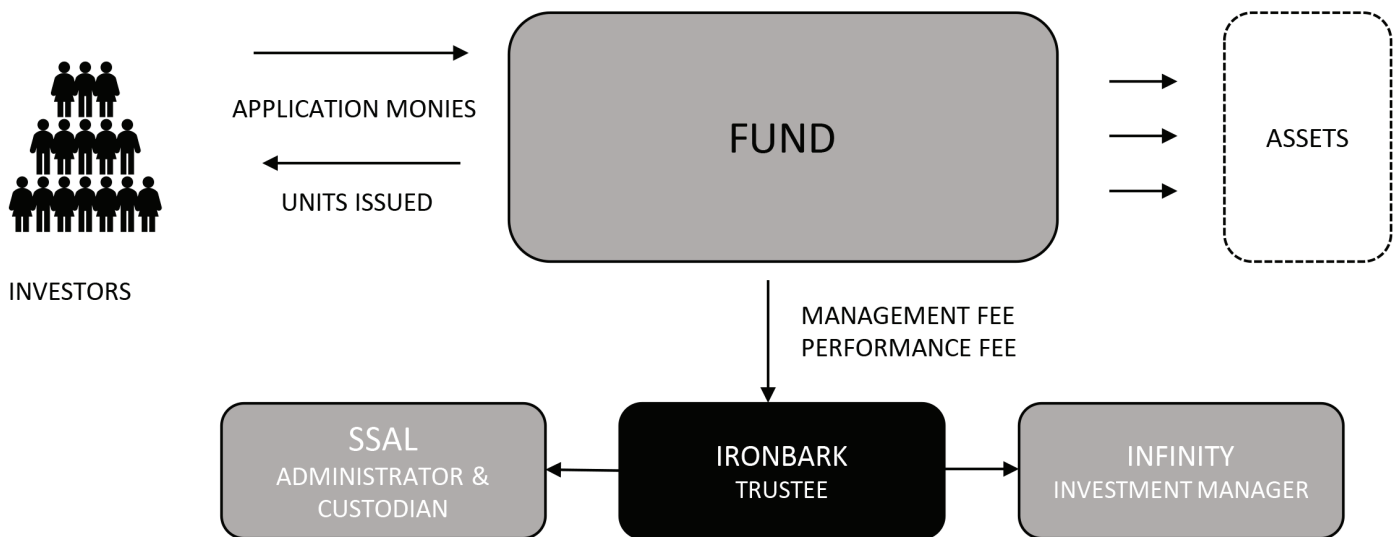 APPLICATION MONIES
UNITS ISSUED
INVESTORS
FUND
ASSETS
MANAGEMENT FEE
PERFORMANCE FEE
SSAL
ADMINISTRATOR &
CUSTODIAN
IRONBARK
TRUSTEE
INFINITY
INVESTMENT MANAGER